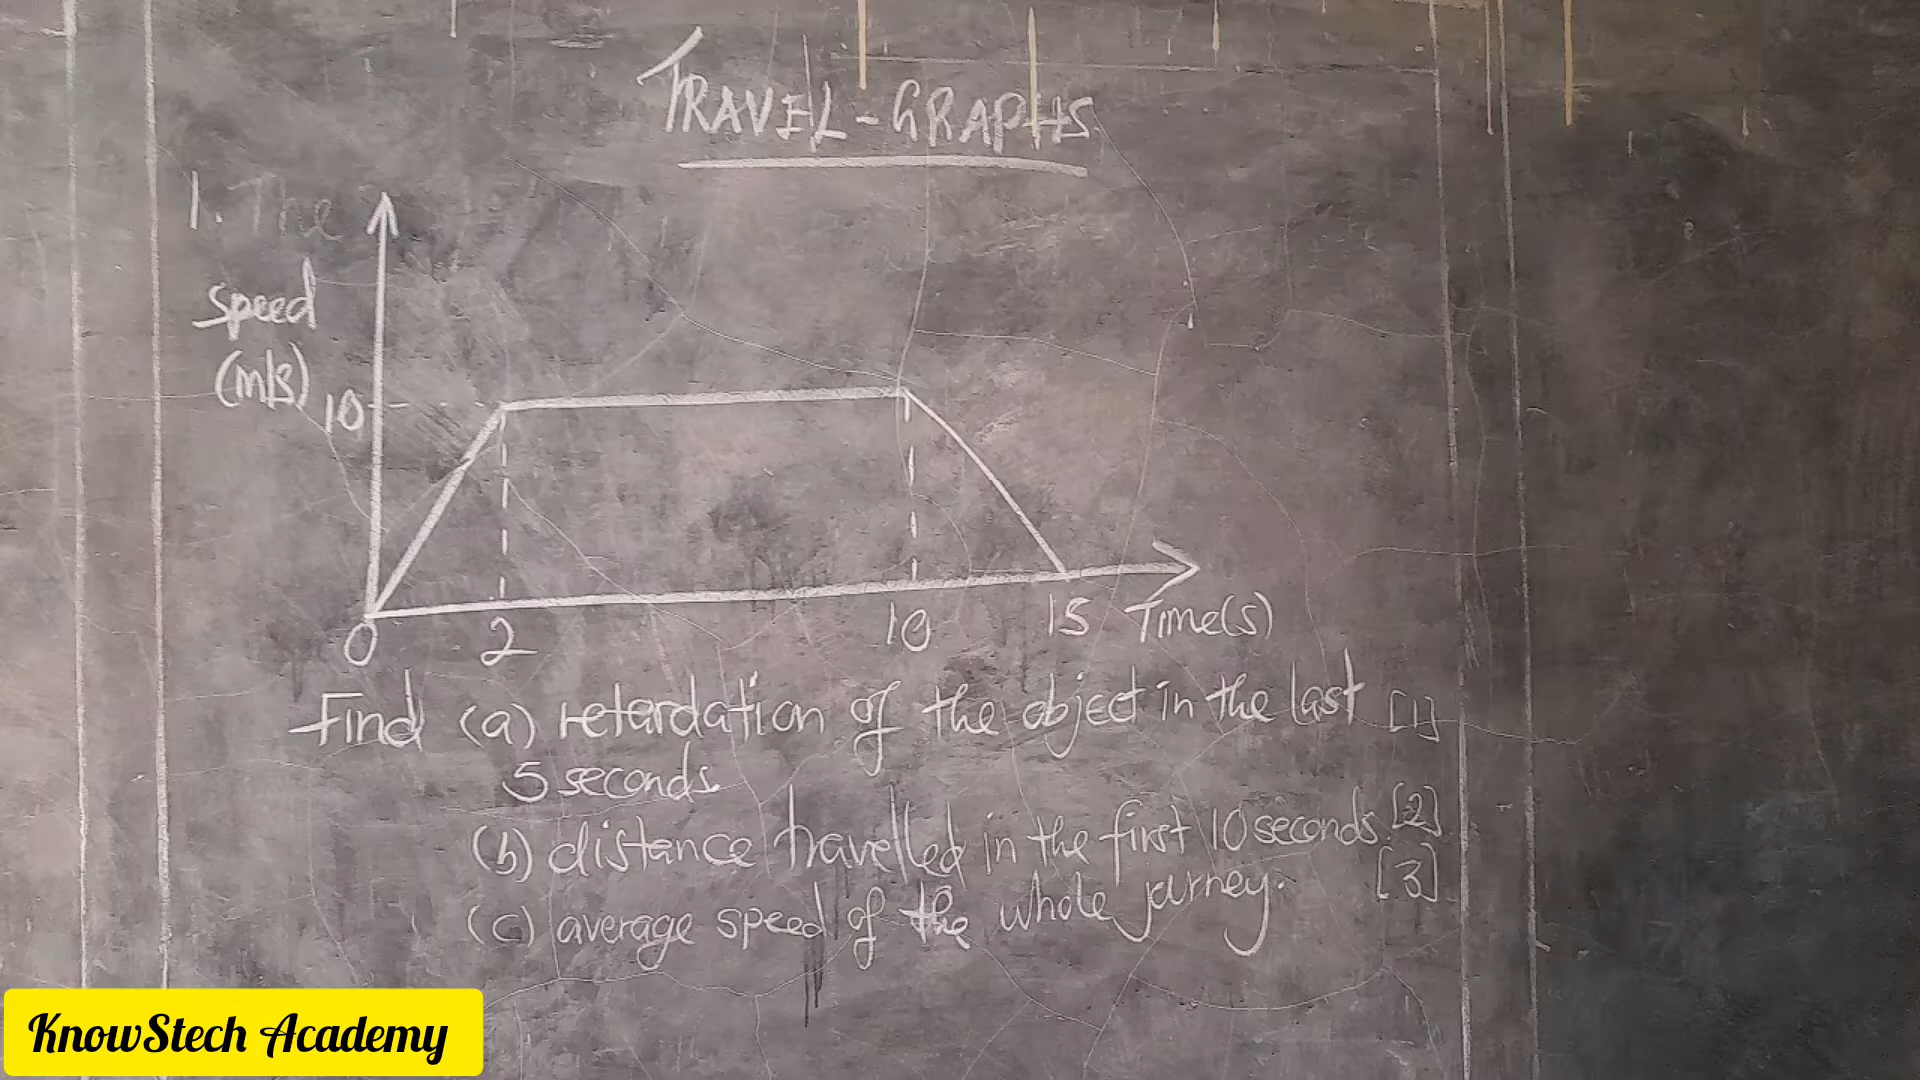 TRAVEL-GRAPHS.
1. The
Speed
(m/s)
10
0 2 10 15 Time(s)
Find (a) retardation of the object in the last [1]
5 seconds.
(b) distance travelled in the first 10 seconds. [2]
(c) average speed of the whole journey. [3]
KnowStech Academy